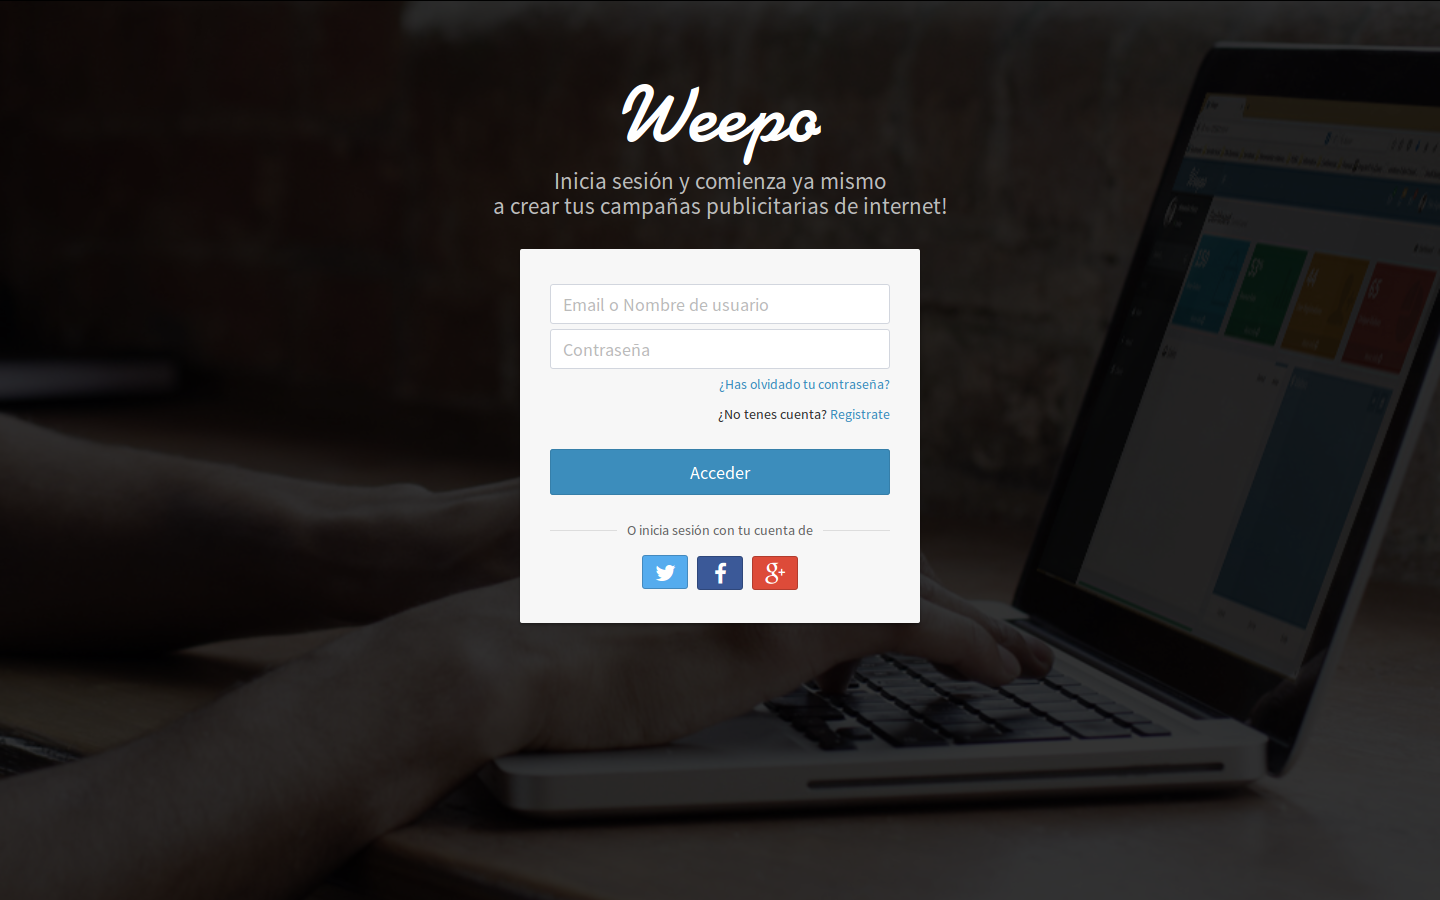 Weepo
Inicia sesión y comienza ya mismo
a crear tus campañas publicitarias de internet!
Email o Nombre de usuario
Contraseña
¿Has olvidado tu contraseña?
¿No tenes cuenta? Registrate
Acceder
O inicia sesión con tu cuenta de